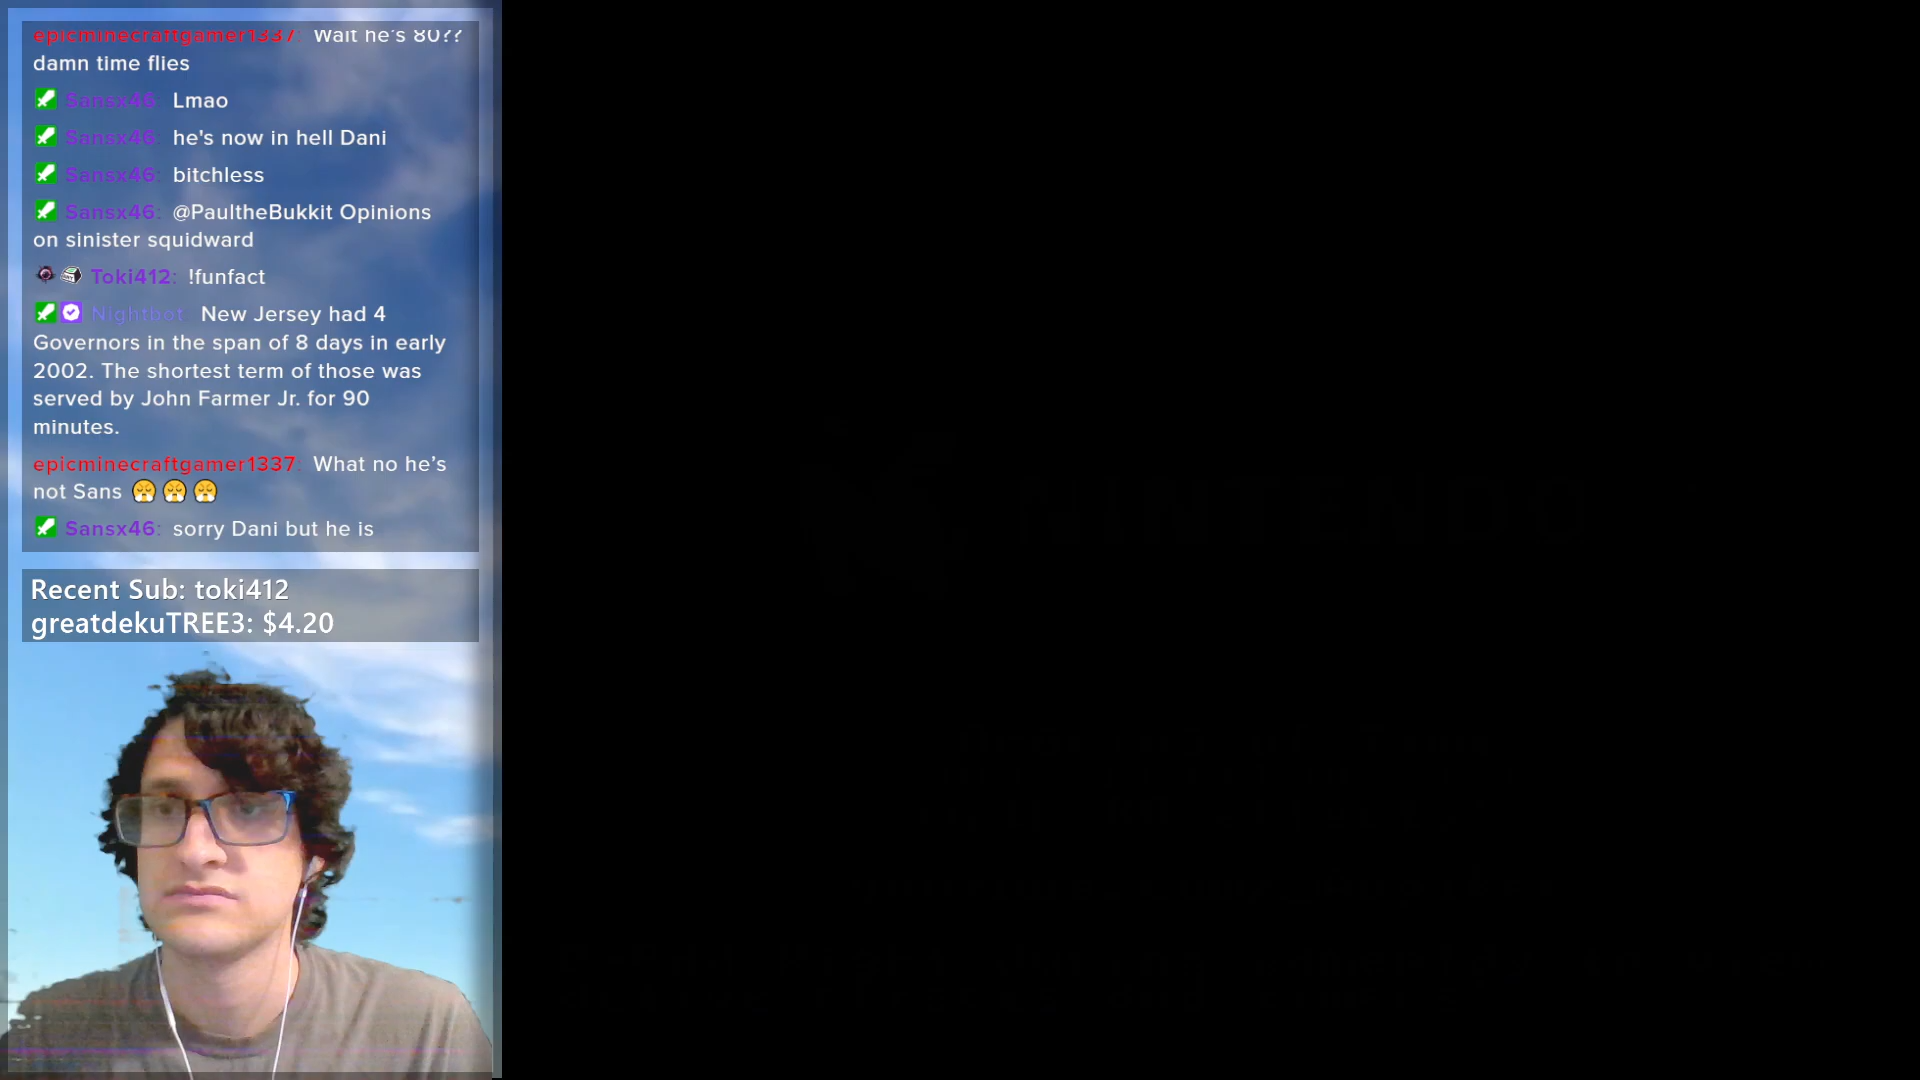 epicminecraftgamer1337: Wait he's 80??
damn time flies
Sansx46: Lmao
Sansx46: he's now in hell Dani
Sansx46: bitchless
Sansx46: @PaultheBukkit Opinions
on sinister squidward
Toki412: !funfact
Nightbot: New Jersey had 4
Governors in the span of 8 days in early
2002. The shortest term of those was
served by John Farmer Jr. for 90
minutes.
epicminecraftgamer1337: What no he's
not Sans 😤 😤 😤
Sansx46: sorry Dani but he is
Recent Sub: toki412
greatdekuTREE3: $4.20